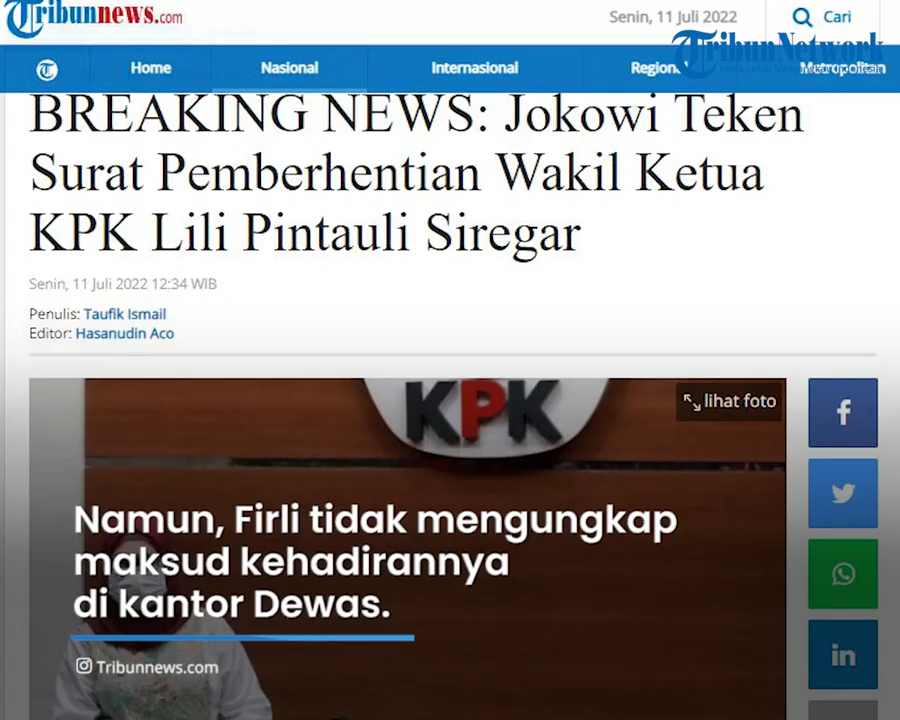 Tribunnews.com
Senin, 11 Juli 2022
Cari
TribunNetwork
Home
Nasional
Internasional
Region
Metropolitan
BREAKING NEWS: Jokowi Teken
Surat Pemberhentian Wakil Ketua
KPK Lili Pintauli Siregar
Senin, 11 Juli 2022 12:34 WIB
Penulis: Taufik Ismail
Editor: Hasanudin Aco
KPK
lihat foto
Namun, Firli tidak mengungkap
maksud kehadirannya
di kantor Dewas.
Tribunnews.com